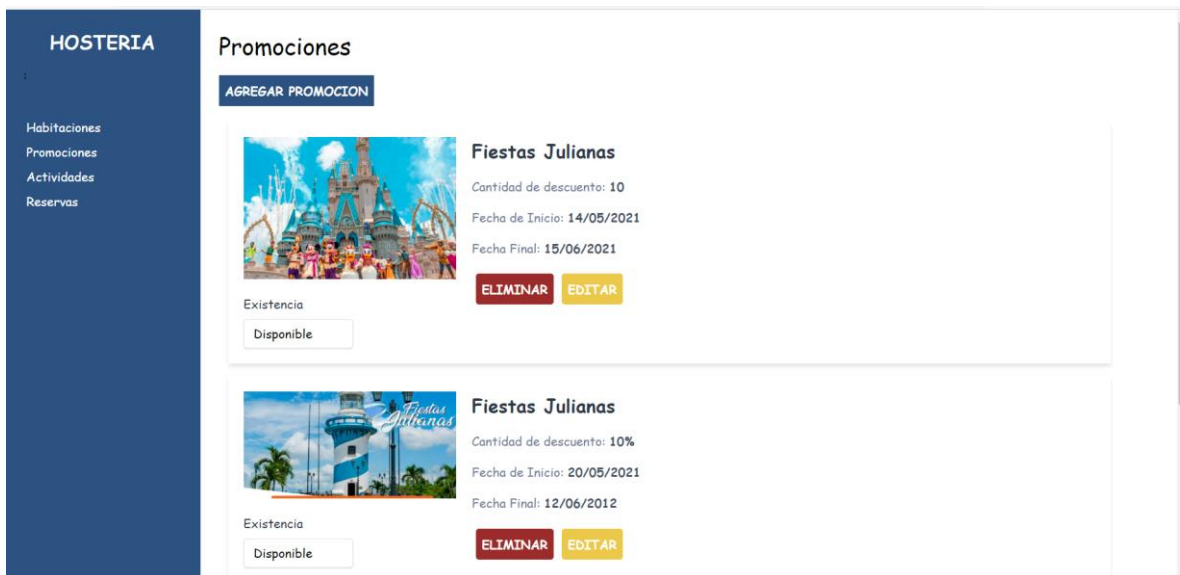 HOSTERIA
:
Habitaciones
Promociones
Actividades
Reservas
Promociones
AGREGAR PROMOCION
Fiestas Julianas
Cantidad de descuento: 10
Fecha de Inicio: 14/05/2021
Fecha Final: 15/06/2021
ELIMINAR EDITAR
Existencia
Disponible
Fiestas
Julianas
Fiestas Julianas
Cantidad de descuento: 10%
Fecha de Inicio: 20/05/2021
Fecha Final: 12/06/2012
ELIMINAR EDITAR
Existencia
Disponible